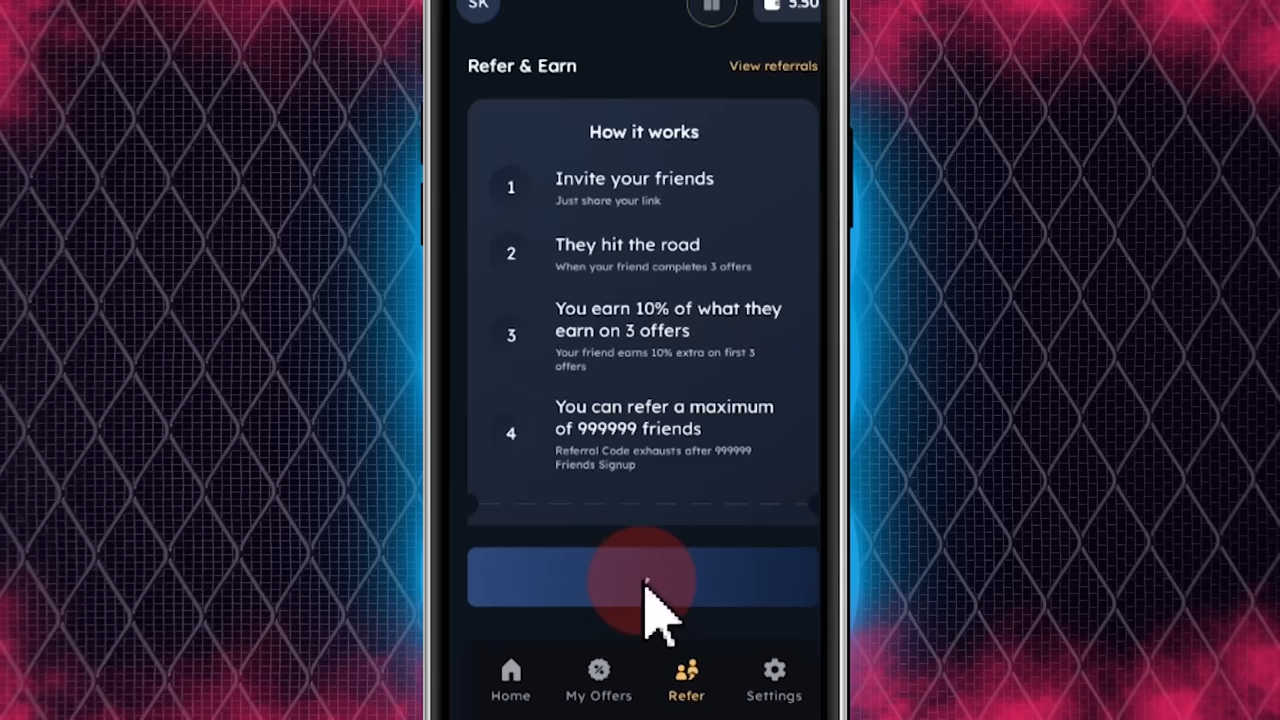 SK
5.50
Refer & Earn
View referrals
How it works
1
Invite your friends
Just share your link
2
They hit the road
When your friend completes 3 offers
3
You earn 10% of what they
earn on 3 offers
Your friend earns 10% extra on first 3
offers
4
You can refer a maximum
of 999999 friends
Referral Code exhausts after 999999
Friends Signup
Home
My Offers
Refer
Settings